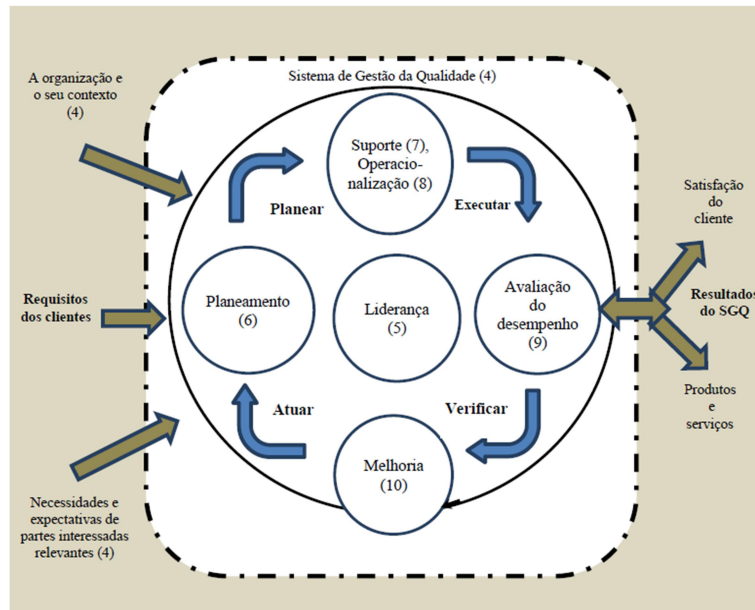 Sistema de Gestão da Qualidade (4)
A organização e
o seu contexto
(4)
Suporte (7),
Operacio-
nalização (8)
Planear
Executar
Satisfação
do
cliente
Requisitos
dos clientes
Planeamento
(6)
Liderança
(5)
Avaliação
do
desempenho
(9)
Resultados
do SGQ
Atuar
Verificar
Produtos
e
serviços
Melhoria
(10)
Necessidades e
expectativas de
partes interessadas
relevantes (4)